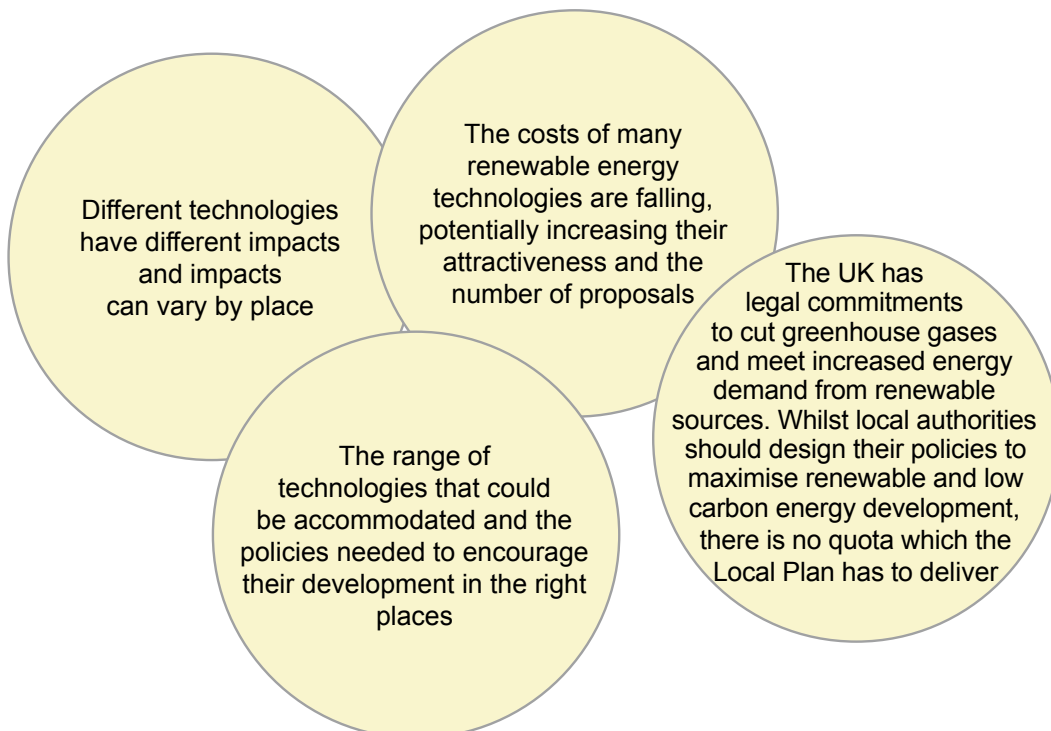 Different technologies
have different impacts
and impacts
can vary by place
The costs of many
renewable energy
technologies are falling,
potentially increasing their
attractiveness and the
number of proposals
The UK has
legal commitments
to cut greenhouse gases
and meet increased energy
demand from renewable
sources. Whilst local authorities
should design their policies to
maximise renewable and low
carbon energy development,
there is no quota which the
Local Plan has to deliver
The range of
technologies that could
be accommodated and the
policies needed to encourage
their development in the right
places